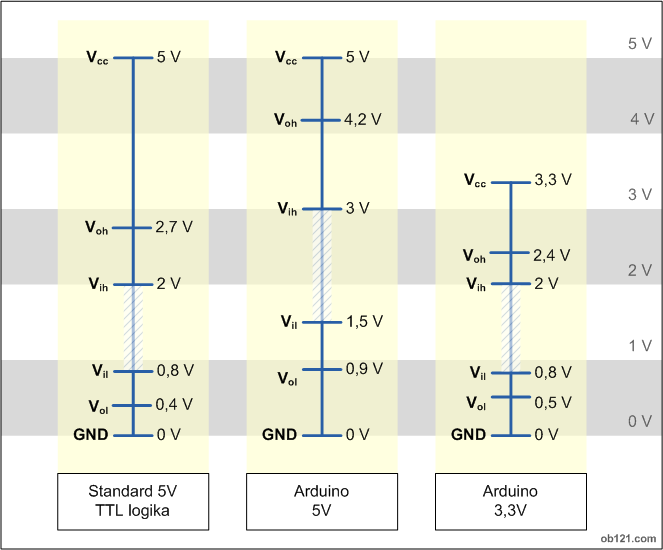 5 V
4 V
3 V
2 V
1 V
0 V
Vcc 5 V
Voh 2,7 V
Vih 2 V
Vil 0,8 V
Vol 0,4 V
GND 0 V
Standard 5V
TTL logika
Vcc 5 V
Voh 4,2 V
Vih 3 V
Vil 1,5 V
Vol 0,9 V
GND 0 V
Arduino
5V
Vcc 3,3 V
Voh 2,4 V
Vih 2 V
Vil 0,8 V
Vol 0,5 V
GND 0 V
Arduino
3,3V
ob121.com